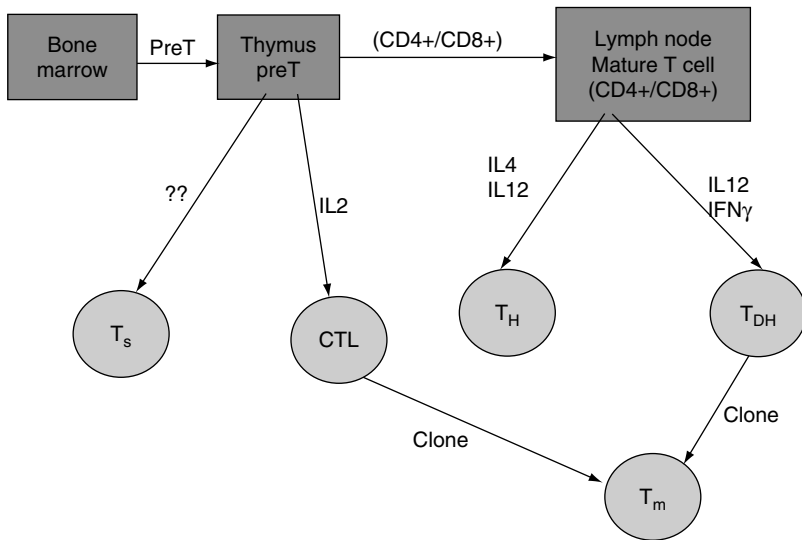 Bone
marrow
PreT
Thymus
preT
(CD4+/CD8+)
Lymph node
Mature T cell
(CD4+/CD8+)
??
IL2
IL4
IL12
IL12
IFNγ
Ts
CTL
TH
TDH
Clone
Clone
Tm